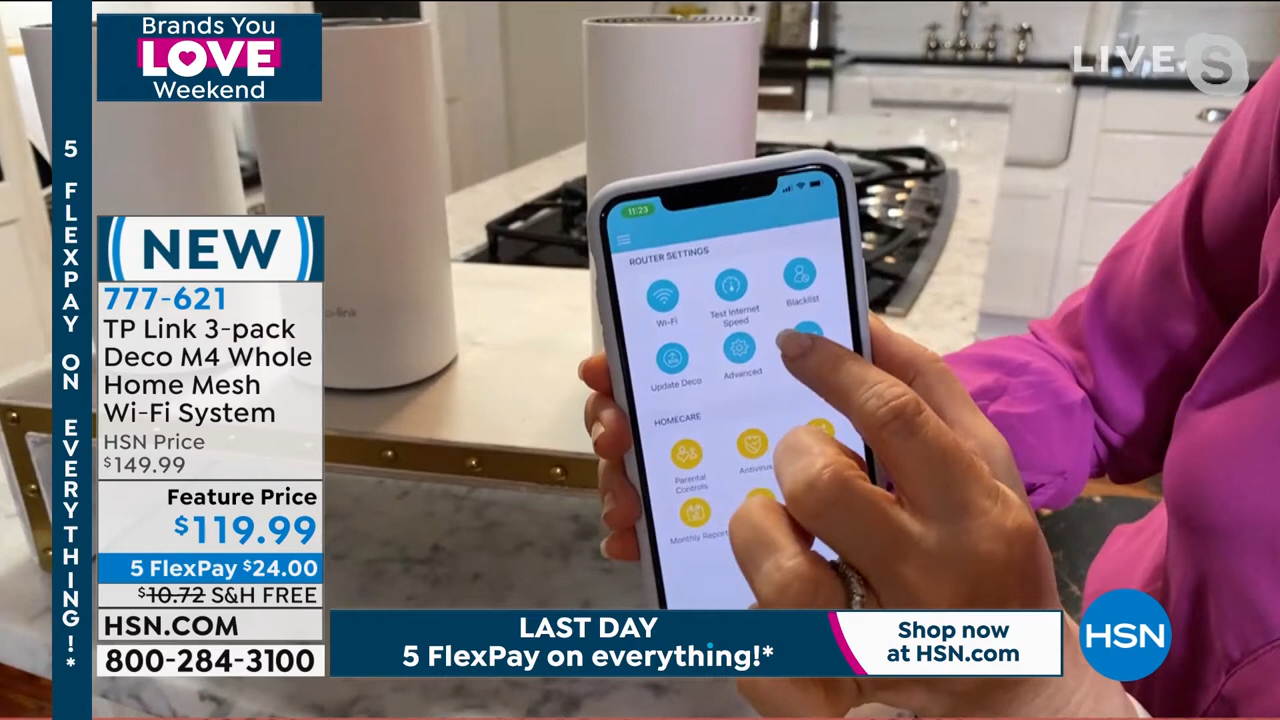 Brands You
LOVE
Weekend
LIVE
S
5 FLEXPAY ON EVERYTHING!*
NEW
777-621
TP Link 3-pack
Deco M4 Whole
Home Mesh
Wi-Fi System
HSN Price
$149.99
Feature Price
$119.99
5 FlexPay $24.00
$10.72 S&H FREE
HSN.COM
800-284-3100
-link
11:23
ROUTER SETTINGS
Wi-Fi
Test Internet
Speed
Blacklist
Update Deco
Advanced
HOMECARE
Parental
Controls
Antivirus
Monthly Report
LAST DAY
5 FlexPay on everything!*
Shop now
at HSN.com
HSN